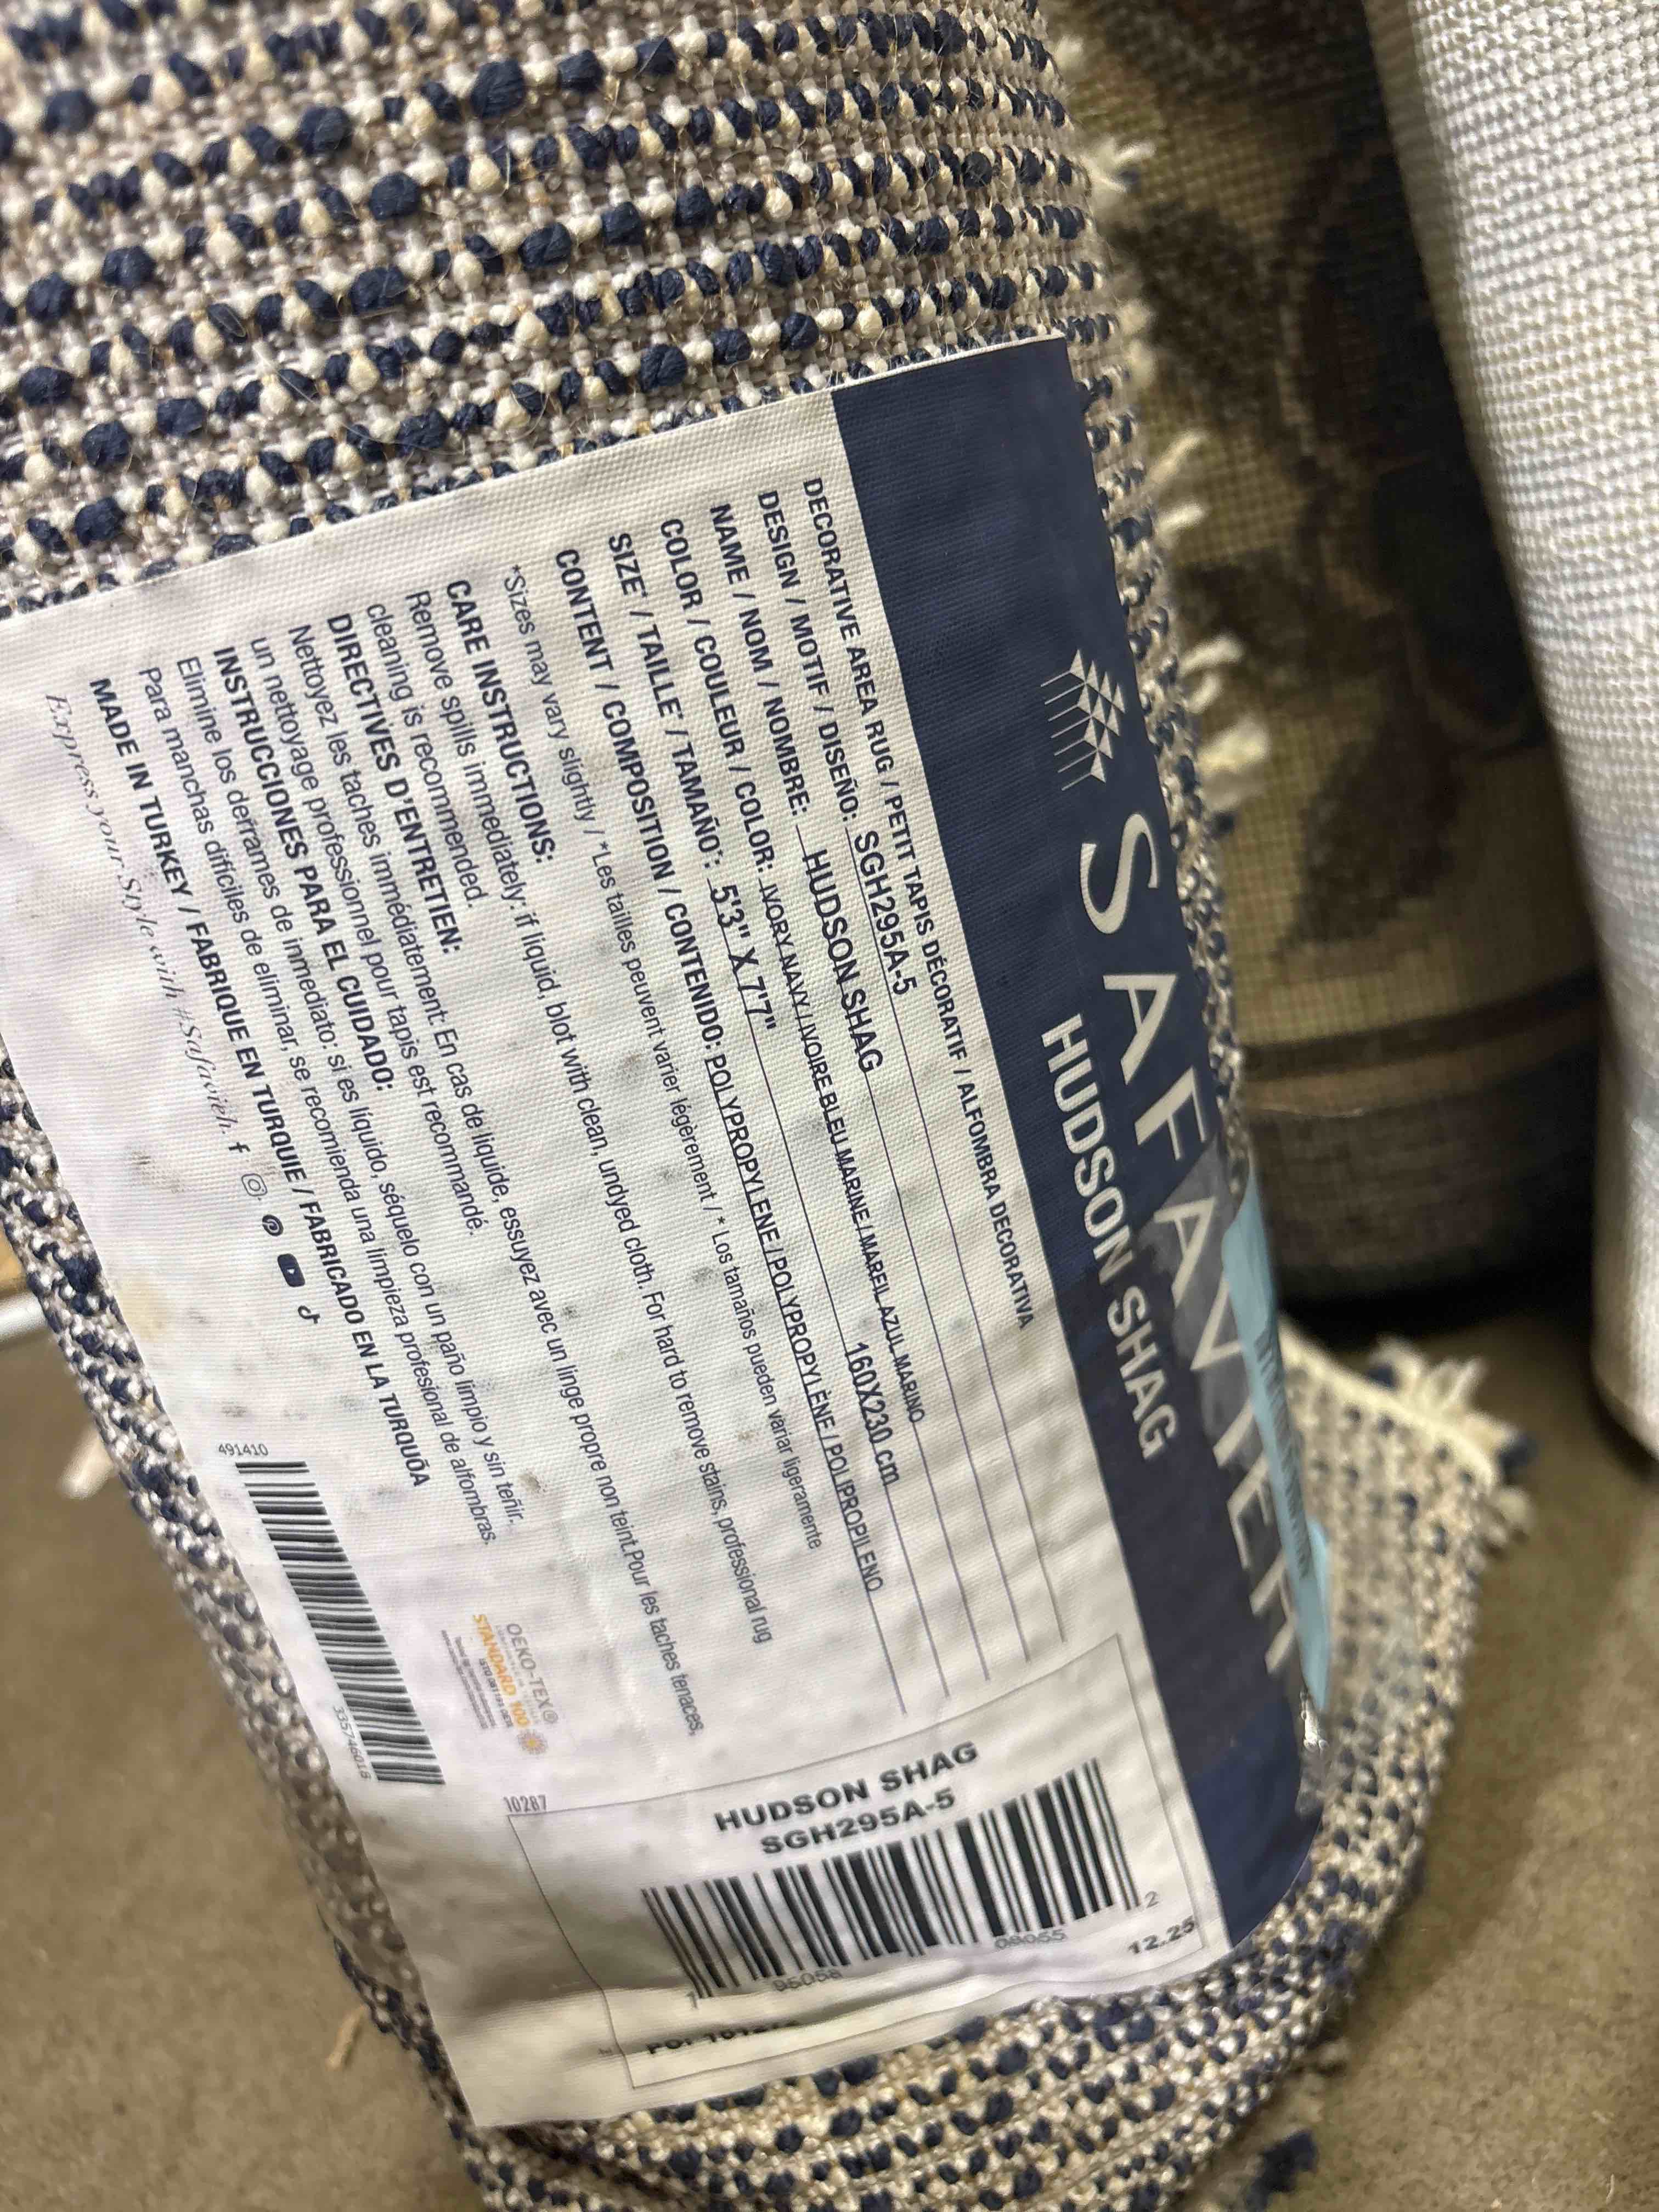 SAFAVIEH
HUDSON SHAG
DECORATIVE AREA RUG / PETIT TAPIS DÉCORATIF / ALFOMBRA DECORATIVA
DESIGN / MOTIF / DISEÑO: SGH295A-5
NAME / NOM / NOMBRE: HUDSON SHAG
COLOR / COULEUR / COLOR: IVORY NAVY / IVOIRE BLEU MARINE / MARFIL AZUL MARINO
SIZE* / TAILLE* / TAMAÑO*: 5'3" X 7'7" 160X230 cm
CONTENT / COMPOSITION / CONTENIDO: POLYPROPYLENE / POLYPROPYLÈNE / POLIPROPILENO
*Sizes may vary slightly / *Les tailles peuvent varier légèrement / * Los tamaños pueden variar ligeramente
CARE INSTRUCTIONS:
Remove spills immediately: if liquid, blot with clean, undyed cloth. For hard to remove stains, professional rug
cleaning is recommended.
DIRECTIVES D'ENTRETIEN:
Nettoyez les taches immédiatement: En cas de liquide, essuyez avec un linge propre non teint.Pour les taches tenaces,
un nettoyage professionnel pour tapis est recommandé.
INSTRUCCIONES PARA EL CUIDADO:
Elimine los derrames de inmediato: si es líquido, séquelo con un paño limpio y sin teñir.
Para manchas difíciles de eliminar, se recomienda una limpieza profesional de alfombras.
MADE IN TURKEY / FABRIQUE EN TURQUIE / FABRICADO EN LA TURQUÕA
Express your Style with #Safavieh.
491410
335746018
OEKO-TEX®
STANDARD 100
10287
HUDSON SHAG
SGH295A-5
1 95058 09055 2
12.25